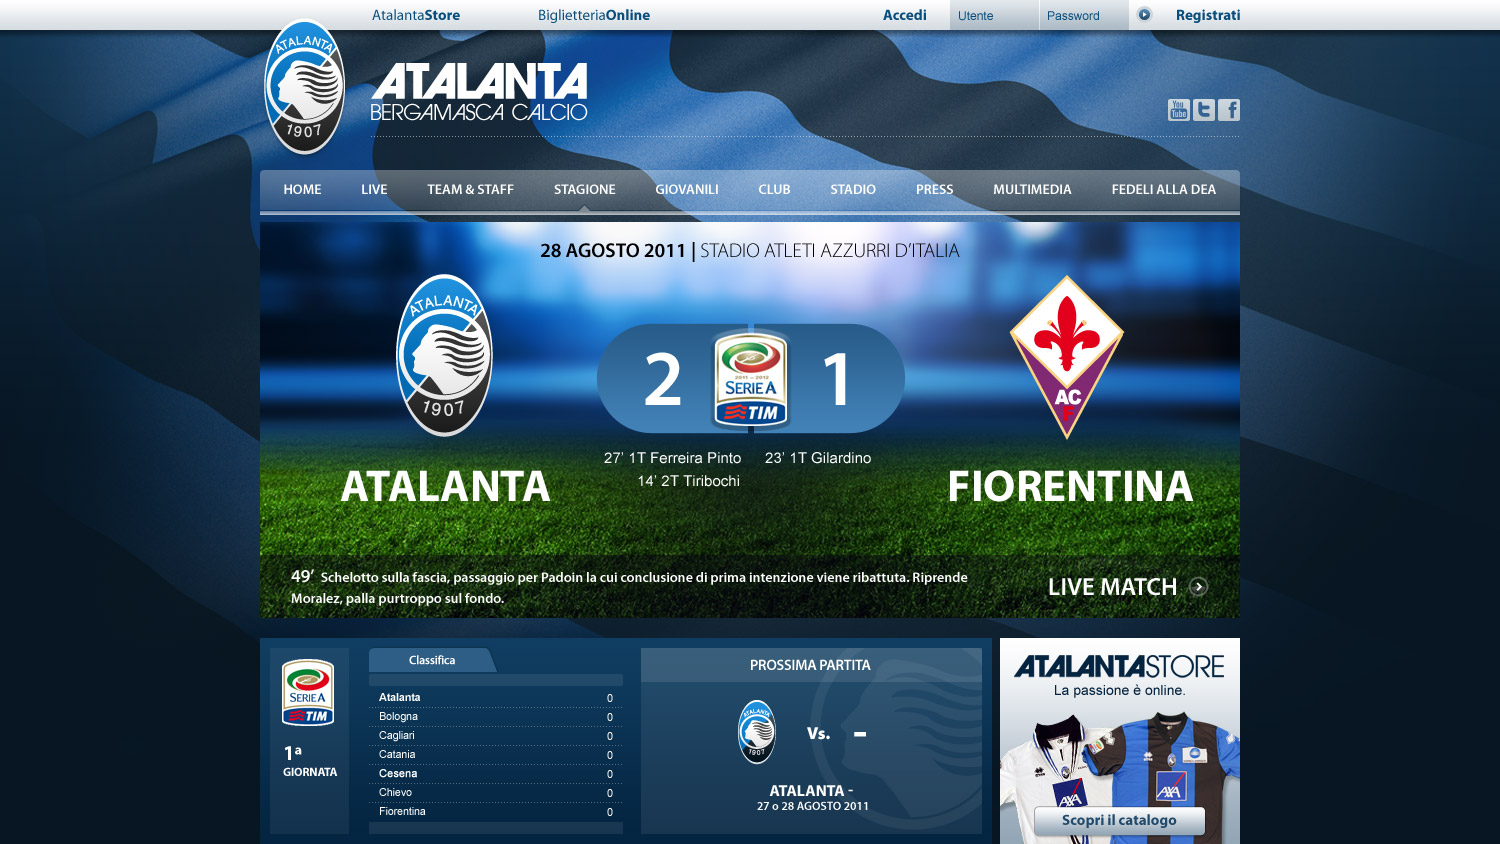 AtalantaStore
BiglietteriaOnline
Accedi
Utente
Password
Registrati
ATALANTA
1907
ATALANTA
BERGAMASCA CALCIO
You
Tube
HOME
LIVE
TEAM & STAFF
STAGIONE
GIOVANILI
CLUB
STADIO
PRESS
MULTIMEDIA
FEDELI ALLA DEA
28 AGOSTO 2011 | STADIO ATLETI AZZURRI D'ITALIA
ATALANTA
1907
2
2011 - 2012
SERIE A
TIM
1
AC
F
27' 1T Ferreira Pinto
14' 2T Tiribochi
23' 1T Gilardino
ATALANTA
FIORENTINA
49' Schelotto sulla fascia, passaggio per Padoin la cui conclusione di prima intenzione viene ribattuta. Riprende
Moralez, palla purtroppo sul fondo.
LIVE MATCH
SERIE A
TIM
1a
GIORNATA
Classifica
Atalanta 0
Bologna 0
Cagliari 0
Catania 0
Cesena 0
Chievo 0
Fiorentina 0
PROSSIMA PARTITA
ATALANTA
1907
Vs. –
ATALANTA -
27 o 28 AGOSTO 2011
ATALANTASTORE
La passione è online.
AXA
AXA
Scopri il catalogo